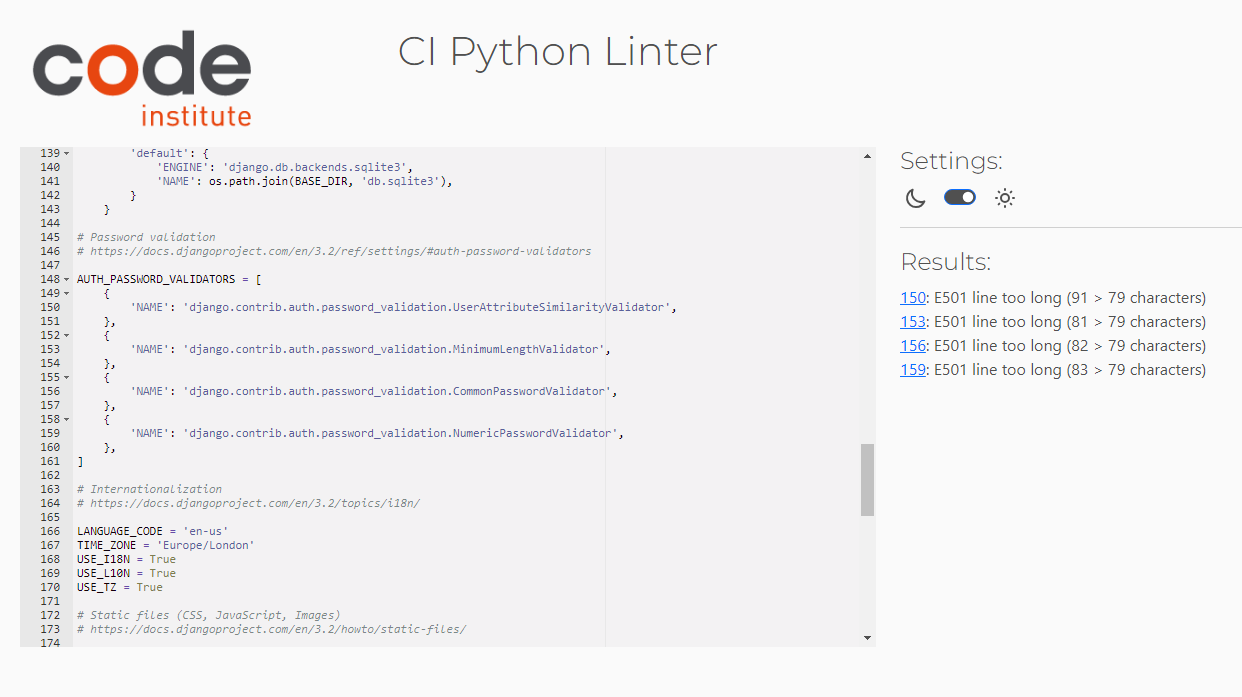 code
institute
CI Python Linter
139 'default': {
140 'ENGINE': 'django.db.backends.sqlite3',
141 'NAME': os.path.join(BASE_DIR, 'db.sqlite3'),
142 }
143 }
144
145 # Password validation
146 # https://docs.djangoproject.com/en/3.2/ref/settings/#auth-password-validators
147
148 AUTH_PASSWORD_VALIDATORS = [
149 {
150 'NAME': 'django.contrib.auth.password_validation.UserAttributeSimilarityValidator',
151 },
152 {
153 'NAME': 'django.contrib.auth.password_validation.MinimumLengthValidator',
154 },
155 {
156 'NAME': 'django.contrib.auth.password_validation.CommonPasswordValidator',
157 },
158 {
159 'NAME': 'django.contrib.auth.password_validation.NumericPasswordValidator',
160 },
161 ]
162
163 # Internationalization
164 # https://docs.djangoproject.com/en/3.2/topics/i18n/
165
166 LANGUAGE_CODE = 'en-us'
167 TIME_ZONE = 'Europe/London'
168 USE_I18N = True
169 USE_L10N = True
170 USE_TZ = True
171
172 # Static files (CSS, JavaScript, Images)
173 # https://docs.djangoproject.com/en/3.2/howto/static-files/
174
Settings:
Results:
150: E501 line too long (91 > 79 characters)
153: E501 line too long (81 > 79 characters)
156: E501 line too long (82 > 79 characters)
159: E501 line too long (83 > 79 characters)